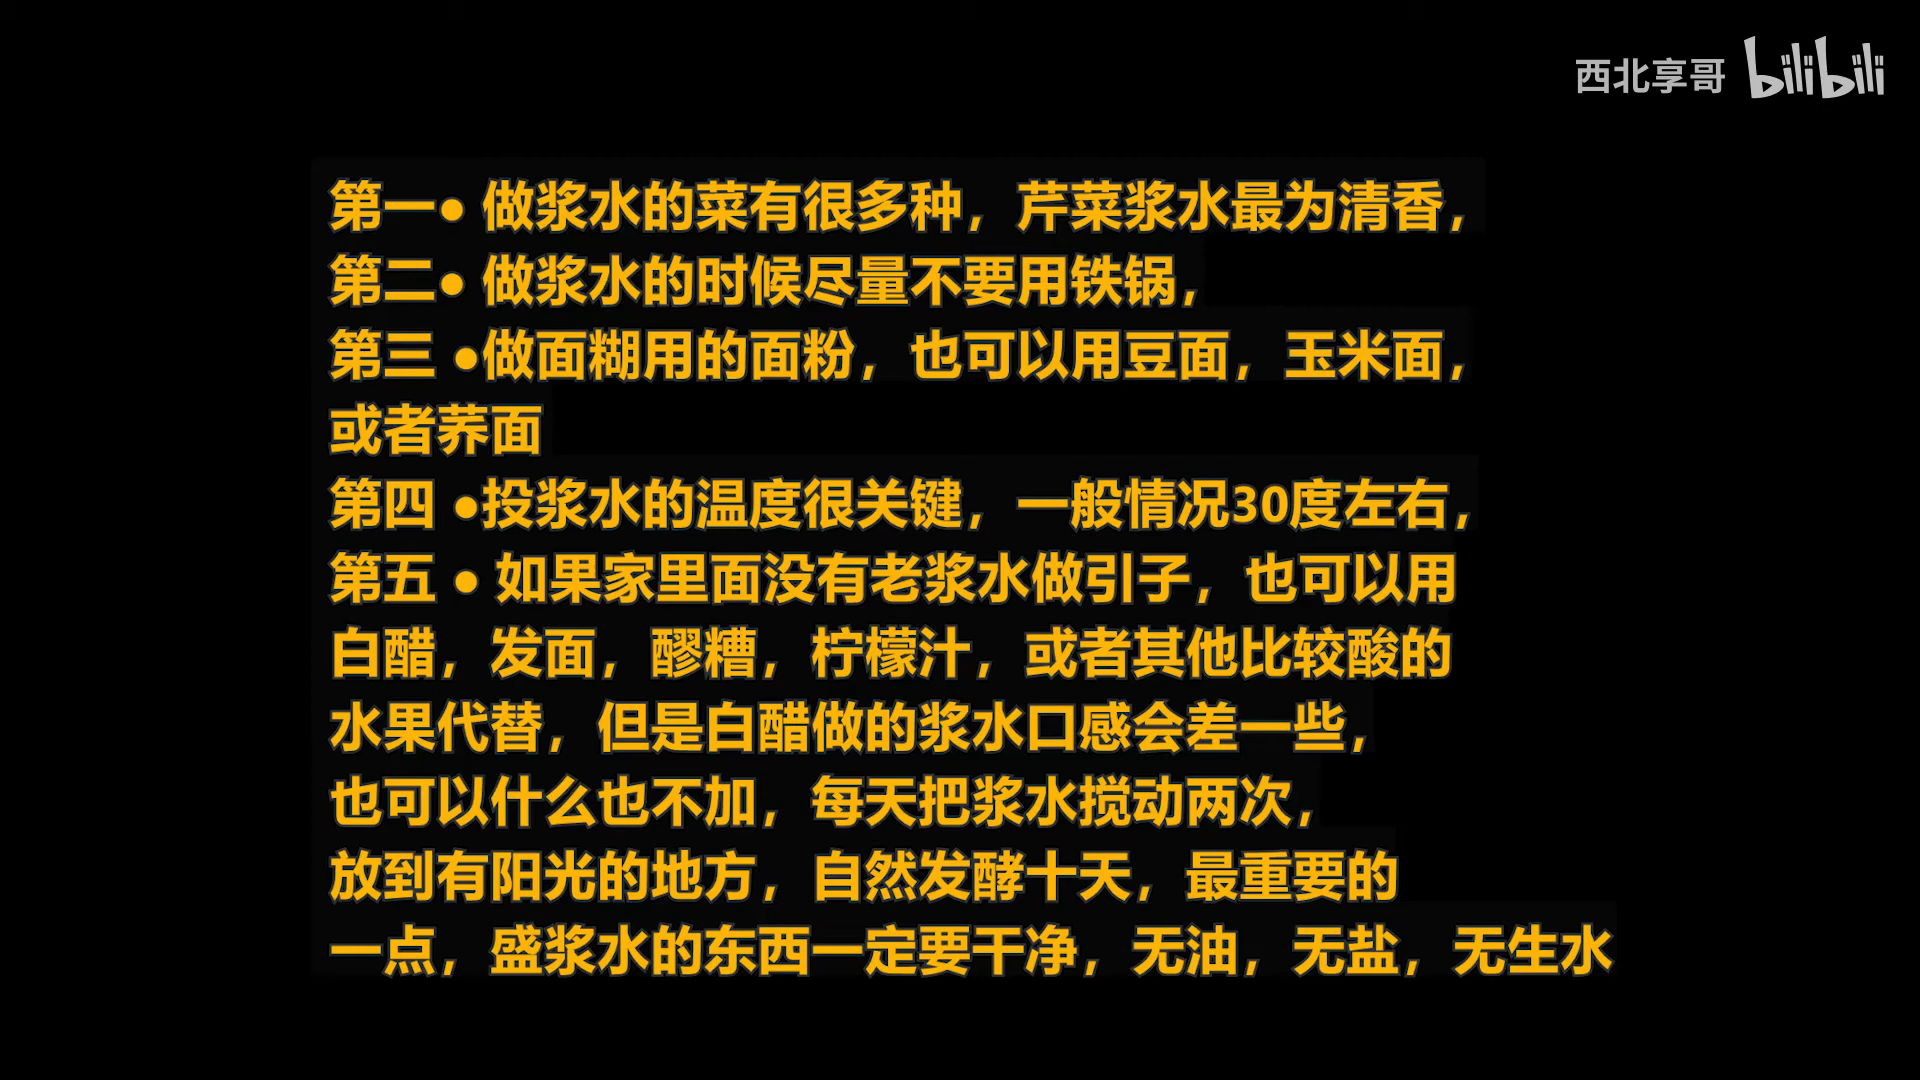 西北享哥 bilibili
第一● 做浆水的菜有很多种，芹菜浆水最为清香，
第二● 做浆水的时候尽量不要用铁锅，
第三 ●做面糊用的面粉，也可以用豆面，玉米面，
或者荞面
第四 ●投浆水的温度很关键，一般情况30度左右，
第五 ● 如果家里面没有老浆水做引子，也可以用
白醋，发面，醪糟，柠檬汁，或者其他比较酸的
水果代替，但是白醋做的浆水口感会差一些，
也可以什么也不加，每天把浆水搅动两次，
放到有阳光的地方，自然发酵十天，最重要的
一点，盛浆水的东西一定要干净，无油，无盐，无生水